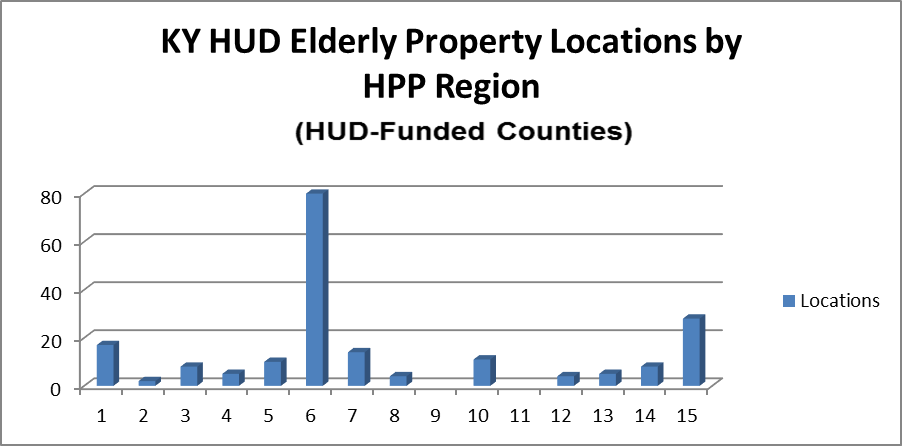 KY HUD Elderly Property Locations by
HPP Region
(HUD-Funded Counties)
80
60
40
20
0
1 2 3 4 5 6 7 8 9 10 11 12 13 14 15
Locations